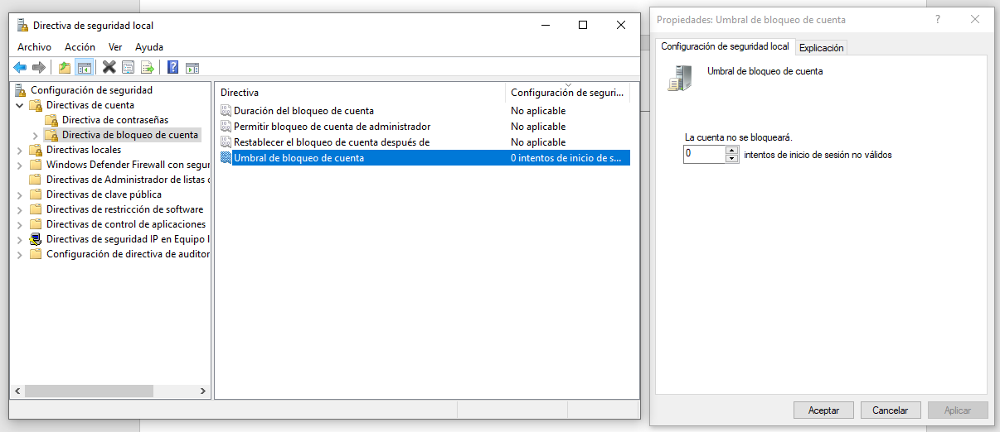 Directiva de seguridad local
Archivo Acción Ver Ayuda
Configuración de seguridad
Directivas de cuenta
Directiva de contraseñas
Directiva de bloqueo de cuenta
Directivas locales
Windows Defender Firewall con segur
Directivas de Administrador de listas d
Directivas de clave pública
Directivas de restricción de software
Directivas de control de aplicaciones
Directivas de seguridad IP en Equipo l
Configuración de directiva de auditor
Directiva Configuración de seguri...
Duración del bloqueo de cuenta No aplicable
Permitir bloqueo de cuenta de administrador No aplicable
Restablecer el bloqueo de cuenta después de No aplicable
Umbral de bloqueo de cuenta 0 intentos de inicio de s...
Propiedades: Umbral de bloqueo de cuenta ?
Configuración de seguridad local Explicación
Umbral de bloqueo de cuenta
La cuenta no se bloqueará.
0 intentos de inicio de sesión no válidos
Aceptar Cancelar Aplicar